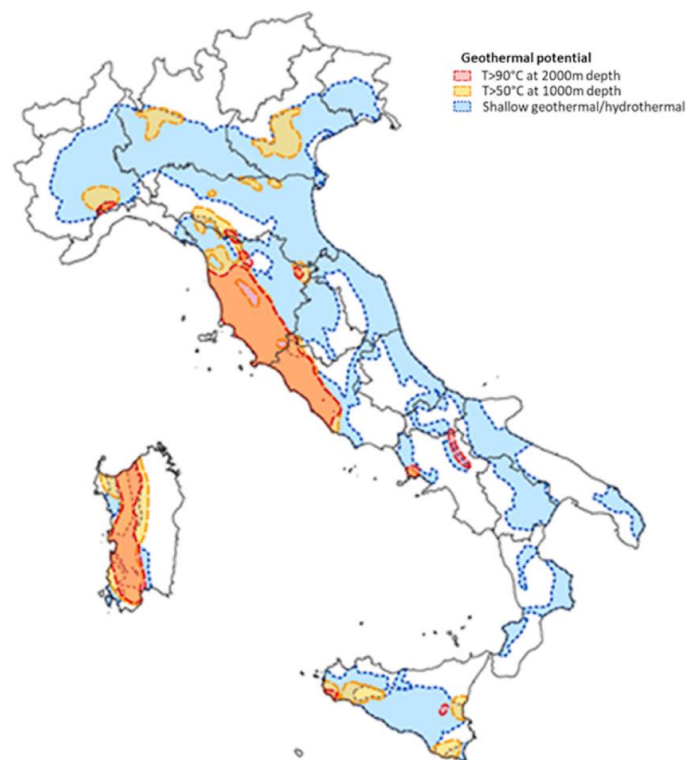 Geothermal potential
T>90°C at 2000m depth
T>50°C at 1000m depth
Shallow geothermal/hydrothermal